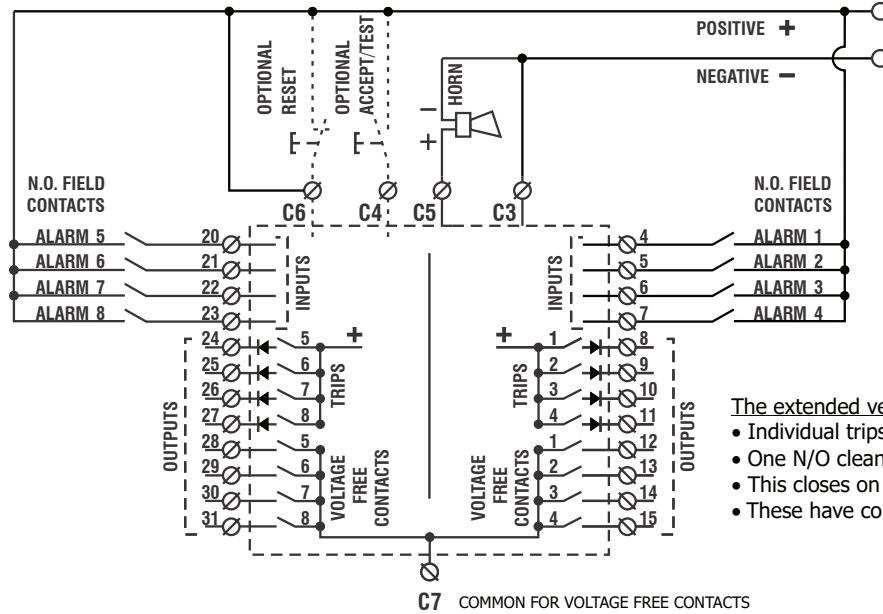 POSITIVE +
NEGATIVE −
OPTIONAL
RESET
OPTIONAL
ACCEPT/TEST
HORN
−
+
C6
C4
C5
C3
N.O. FIELD
CONTACTS
ALARM 5 20
ALARM 6 21
ALARM 7 22
ALARM 8 23
INPUTS
N.O. FIELD
CONTACTS
4 ALARM 1
5 ALARM 2
6 ALARM 3
7 ALARM 4
INPUTS
24 5 +
25 6
26 7
27 8
TRIPS
28 5
29 6
30 7
31 8
VOLTAGE
FREE
CONTACTS
OUTPUTS
+ 1 8
2 9
3 10
4 11
TRIPS
1 12
2 13
3 14
4 15
VOLTAGE
FREE
CONTACTS
OUTPUTS
The extended
• Individual trips
• One N/O clean
• This closes on
• These have
C7 COMMON FOR VOLTAGE FREE CONTACTS